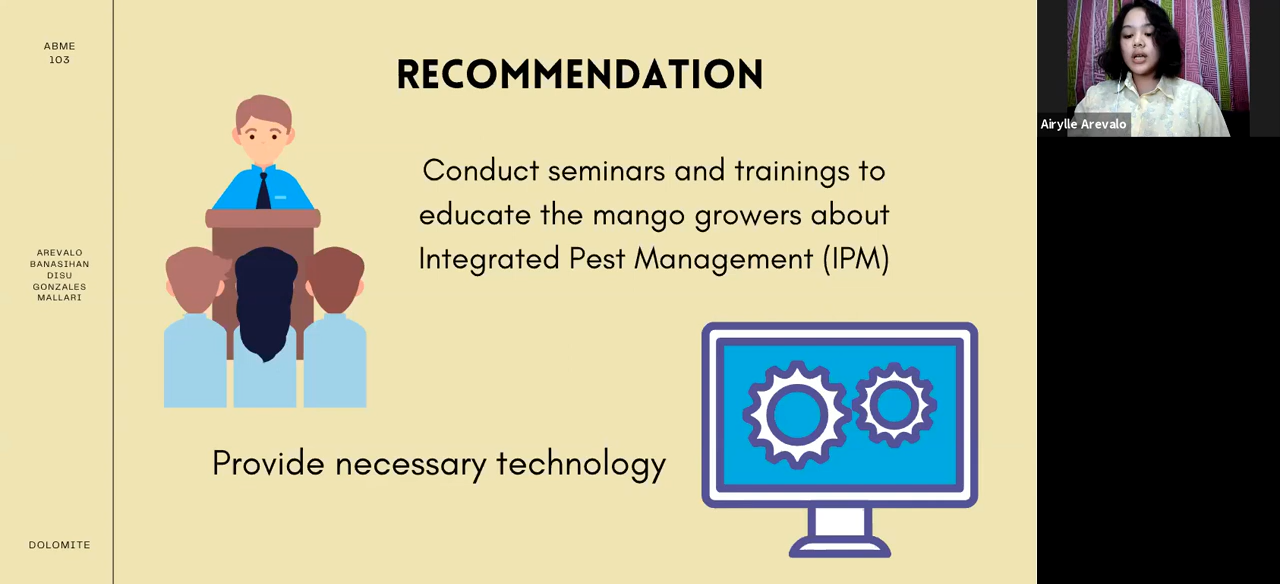 ABME
103
RECOMMENDATION
Conduct seminars and trainings to
educate the mango growers about
Integrated Pest Management (IPM)
AREVALO
BANASIHAN
DISU
GONZALES
MALLARI
Provide necessary technology
DOLOMITE
Airylle Arevalo